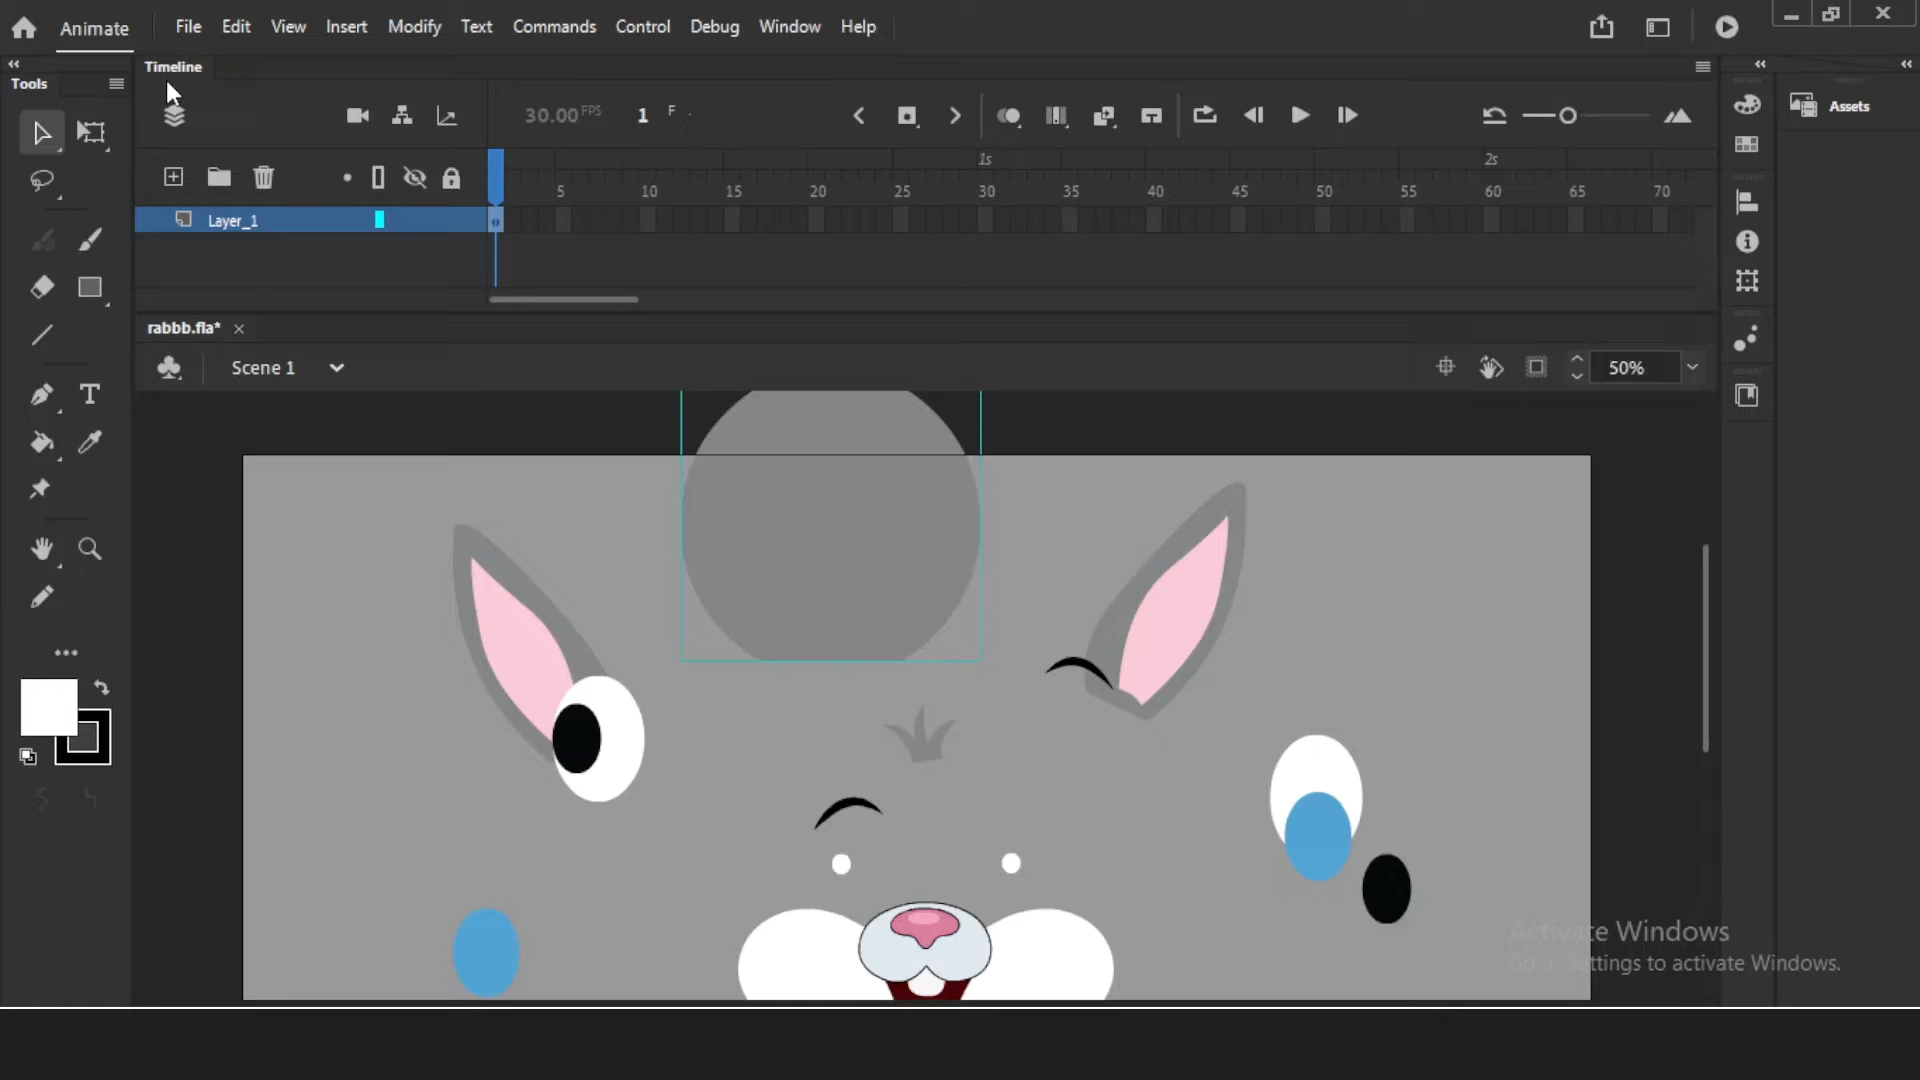 Animate File Edit View Insert Modify Text Commands Control Debug Window Help
Tools
Timeline
Assets
30.00 FPS 1 F
1s 2s
5 10 15 20 25 30 35 40 45 50 55 60 65 70
Layer_1
rabbb.fla*
Scene 1
50%
T
Activate Windows
Go to Settings to activate Windows.